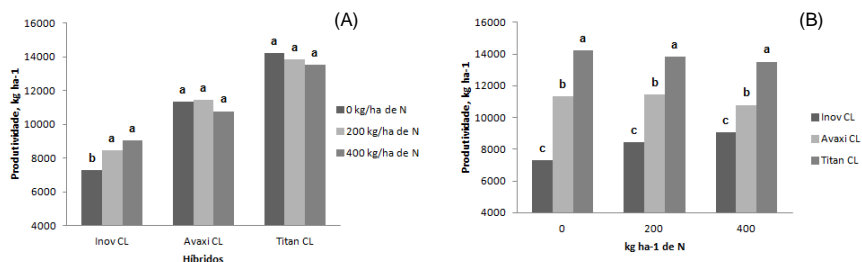 (A)
Produtividade, kg ha-1
16000
14000
12000
10000
8000
6000
4000
b a a
a a a
a a a
Inov CL Avaxi CL Titan CL
Híbridos
0 kg/ha de N
200 kg/ha de N
400 kg/ha de N
(B)
Produtividade, kg ha-1
16000
14000
12000
10000
8000
6000
4000
c b a
c b a
c b a
0 200 400
kg ha-1 de N
Inov CL
Avaxi CL
Titan CL